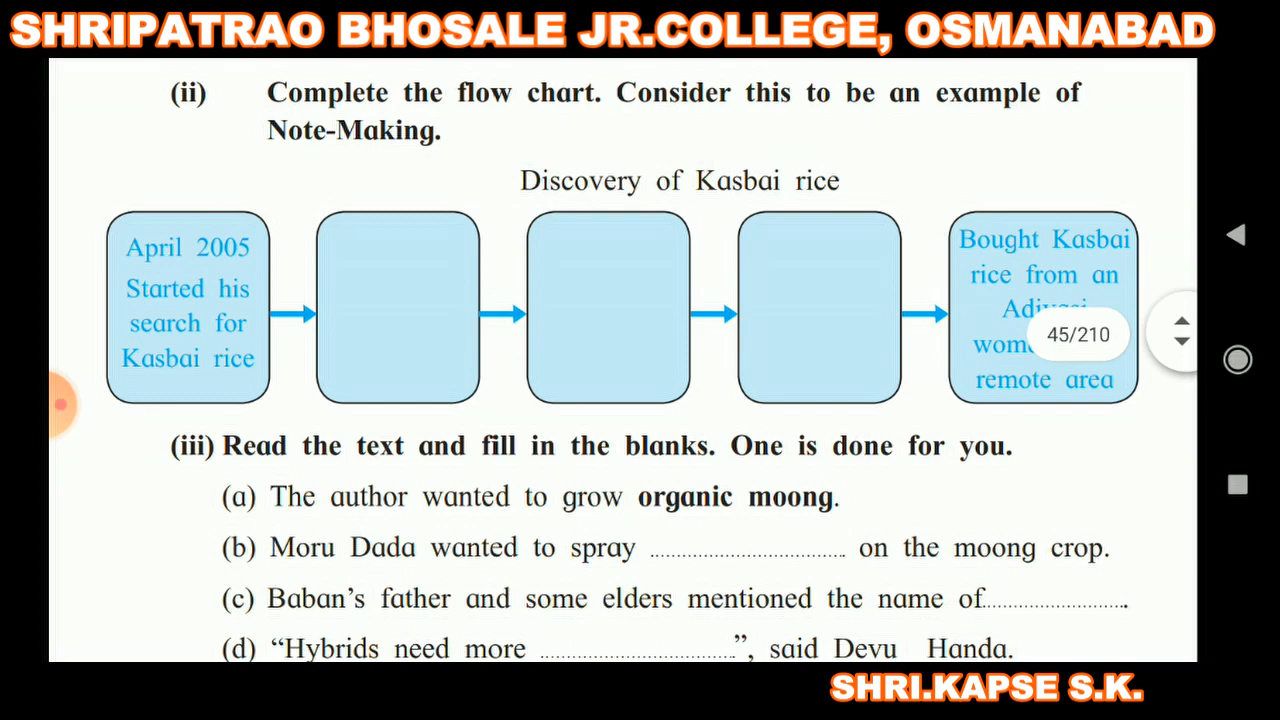 SHRIPATRAO BHOSALE JR.COLLEGE, OSMANABAD
(ii) Complete the flow chart. Consider this to be an example of
Note-Making.
Discovery of Kasbai rice
April 2005
Started his
search for
Kasbai rice
Bought Kasbai
rice from an
remote area
45/210
(iii) Read the text and fill in the blanks. One is done for you.
(a) The author wanted to grow organic moong.
(b) Moru Dada wanted to spray ................................... on the moong crop.
(c) Baban's father and some elders mentioned the name of..........................
(d) “Hybrids need more ...................................”, said Devu Handa.
SHRI.KAPSE S.K.